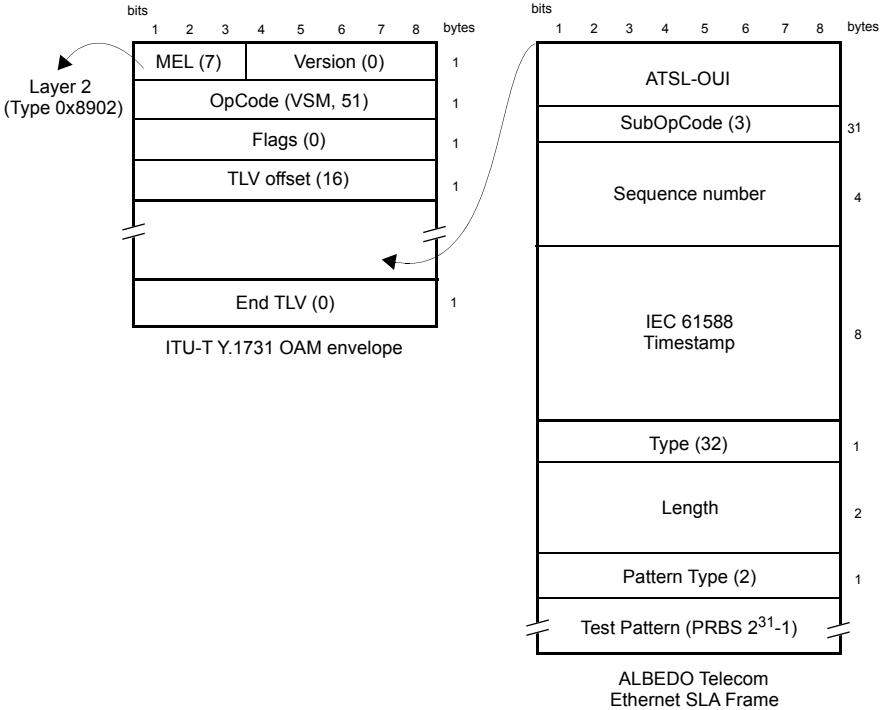 bits
1 2 3 4 5 6 7 8 bytes
MEL (7) Version (0) 1
Layer 2
(Type 0x8902)
OpCode (VSM, 51) 1
Flags (0) 1
TLV offset (16) 1
End TLV (0) 1
ITU-T Y.1731 OAM envelope
bits
1 2 3 4 5 6 7 8 bytes
ATSL-OUI
SubOpCode (3) 31
Sequence number 4
IEC 61588
Timestamp 8
Type (32) 1
Length 2
Pattern Type (2) 1
Test Pattern (PRBS 2^31-1)
ALBEDO Telecom
Ethernet SLA Frame